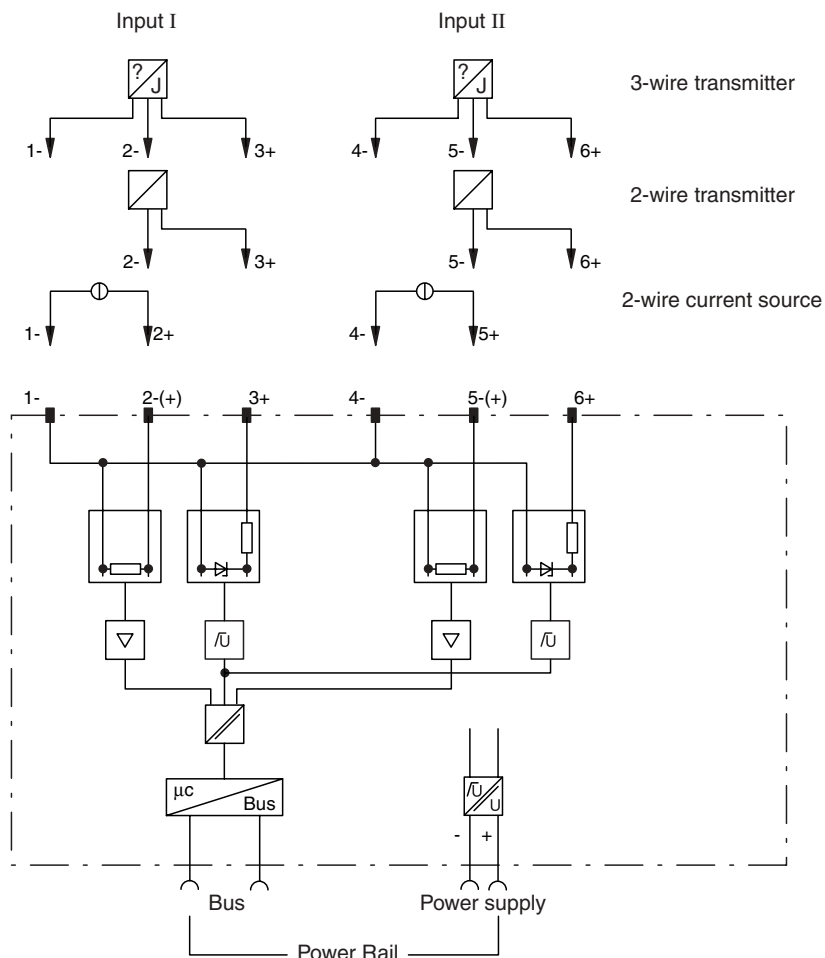 Input I Input II
?
J
?
J
3-wire transmitter
1- 2- 3+ 4- 5- 6+
2-wire transmitter
2- 3+ 5- 6+
2-wire current source
1- 2+ 4- 5+
1- 2-(+) 3+ 4- 5-(+) 6+
/Ū /Ū
µc
Bus
/Ū
U
- +
Bus Power supply
Power Rail